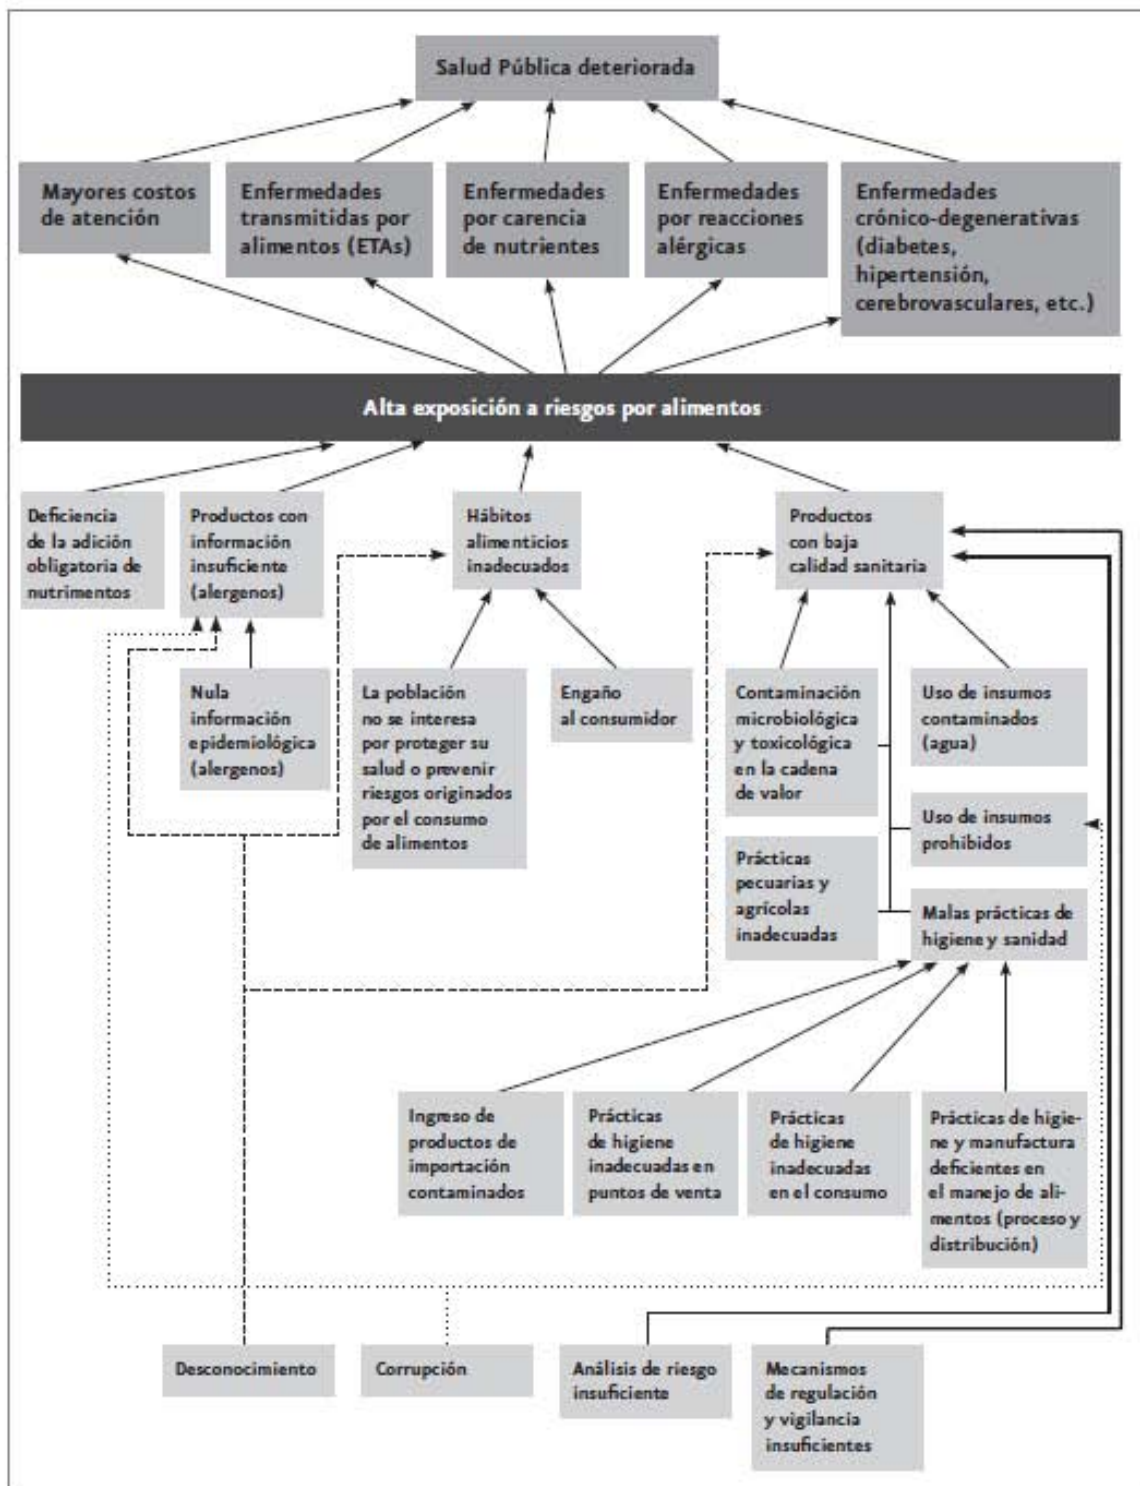 Salud Pública deteriorada
Mayores costos
de atención
Enfermedades
transmitidas por
alimentos (ETAs)
Enfermedades
por carencia
de nutrientes
Enfermedades
por reacciones
alérgicas
Enfermedades
crónico-degenerativas
(diabetes,
hipertensión,
cerebrovasculares, etc.)
Alta exposición a riesgos por alimentos
Deficiencia
de la adición
obligatoria de
nutrimentos
Productos con
información
insuficiente
(alergenos)
Hábitos
alimenticios
inadecuados
Productos
con baja
calidad sanitaria
Nula
información
epidemiológica
(alergenos)
La población
no se interesa
por proteger su
salud o prevenir
riesgos originados
por el consumo
de alimentos
Engaño
al consumidor
Contaminación
microbiológica
y toxicológica
en la cadena
de valor
Uso de insumos
contaminados
(agua)
Uso de insumos
prohibidos
Prácticas
pecuarias y
agrícolas
inadecuadas
Malas prácticas de
higiene y sanidad
Ingreso de
productos de
importación
contaminados
Prácticas
de higiene
inadecuadas en
puntos de venta
Prácticas
de higiene
inadecuadas
en el consumo
Prácticas de higie-
ne y manufactura
deficientes en
el manejo de ali-
mentos (proceso y
distribución)
Desconocimiento
Corrupción
Análisis de riesgo
insuficiente
Mecanismos
de regulación
y vigilancia
insuficientes